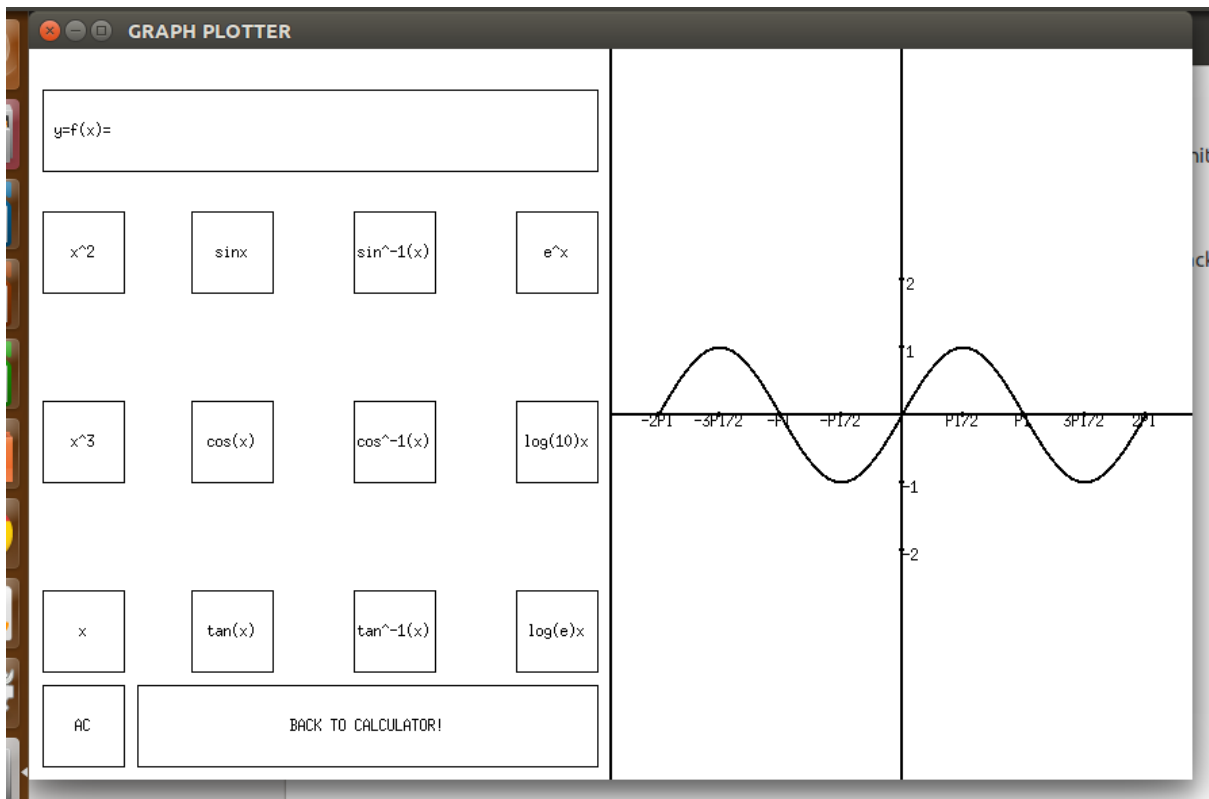 GRAPH PLOTTER
y=f(x)=
x^2 sinx sin^-1(x) e^x
x^3 cos(x) cos^-1(x) log(10)x
x tan(x) tan^-1(x) log(e)x
AC BACK TO CALCULATOR!
2
1
-2PI -3PI/2 -PI -PI/2 PI/2 PI 3PI/2 2PI
-1
-2